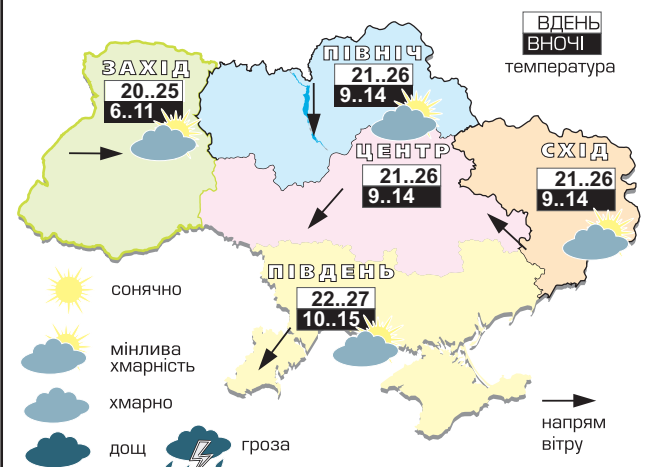 ВДЕНЬ
ВНОЧІ
температура
ПІВНІЧ
21..26
9..14
ЗАХІД
20..25
6..11
ЦЕНТР
21..26
9..14
СХІД
21..26
9..14
ПІВДЕНЬ
22..27
10..15
сонячно
мінлива
хмарність
хмарно
дощ
гроза
напрям
вітру